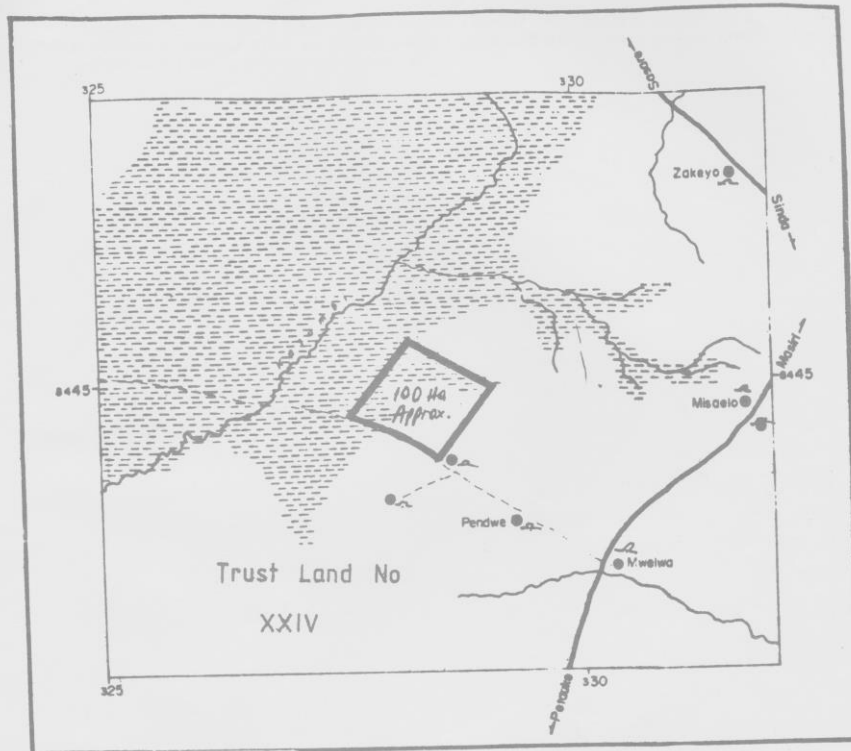 325
330
Sasare
Zakeyo
Sinda
8445
100 Ha
Approx.
Masiri
8445
Misaelo
Pendwe
Mwelwa
Trust Land No
XXIV
325
330
Petauke